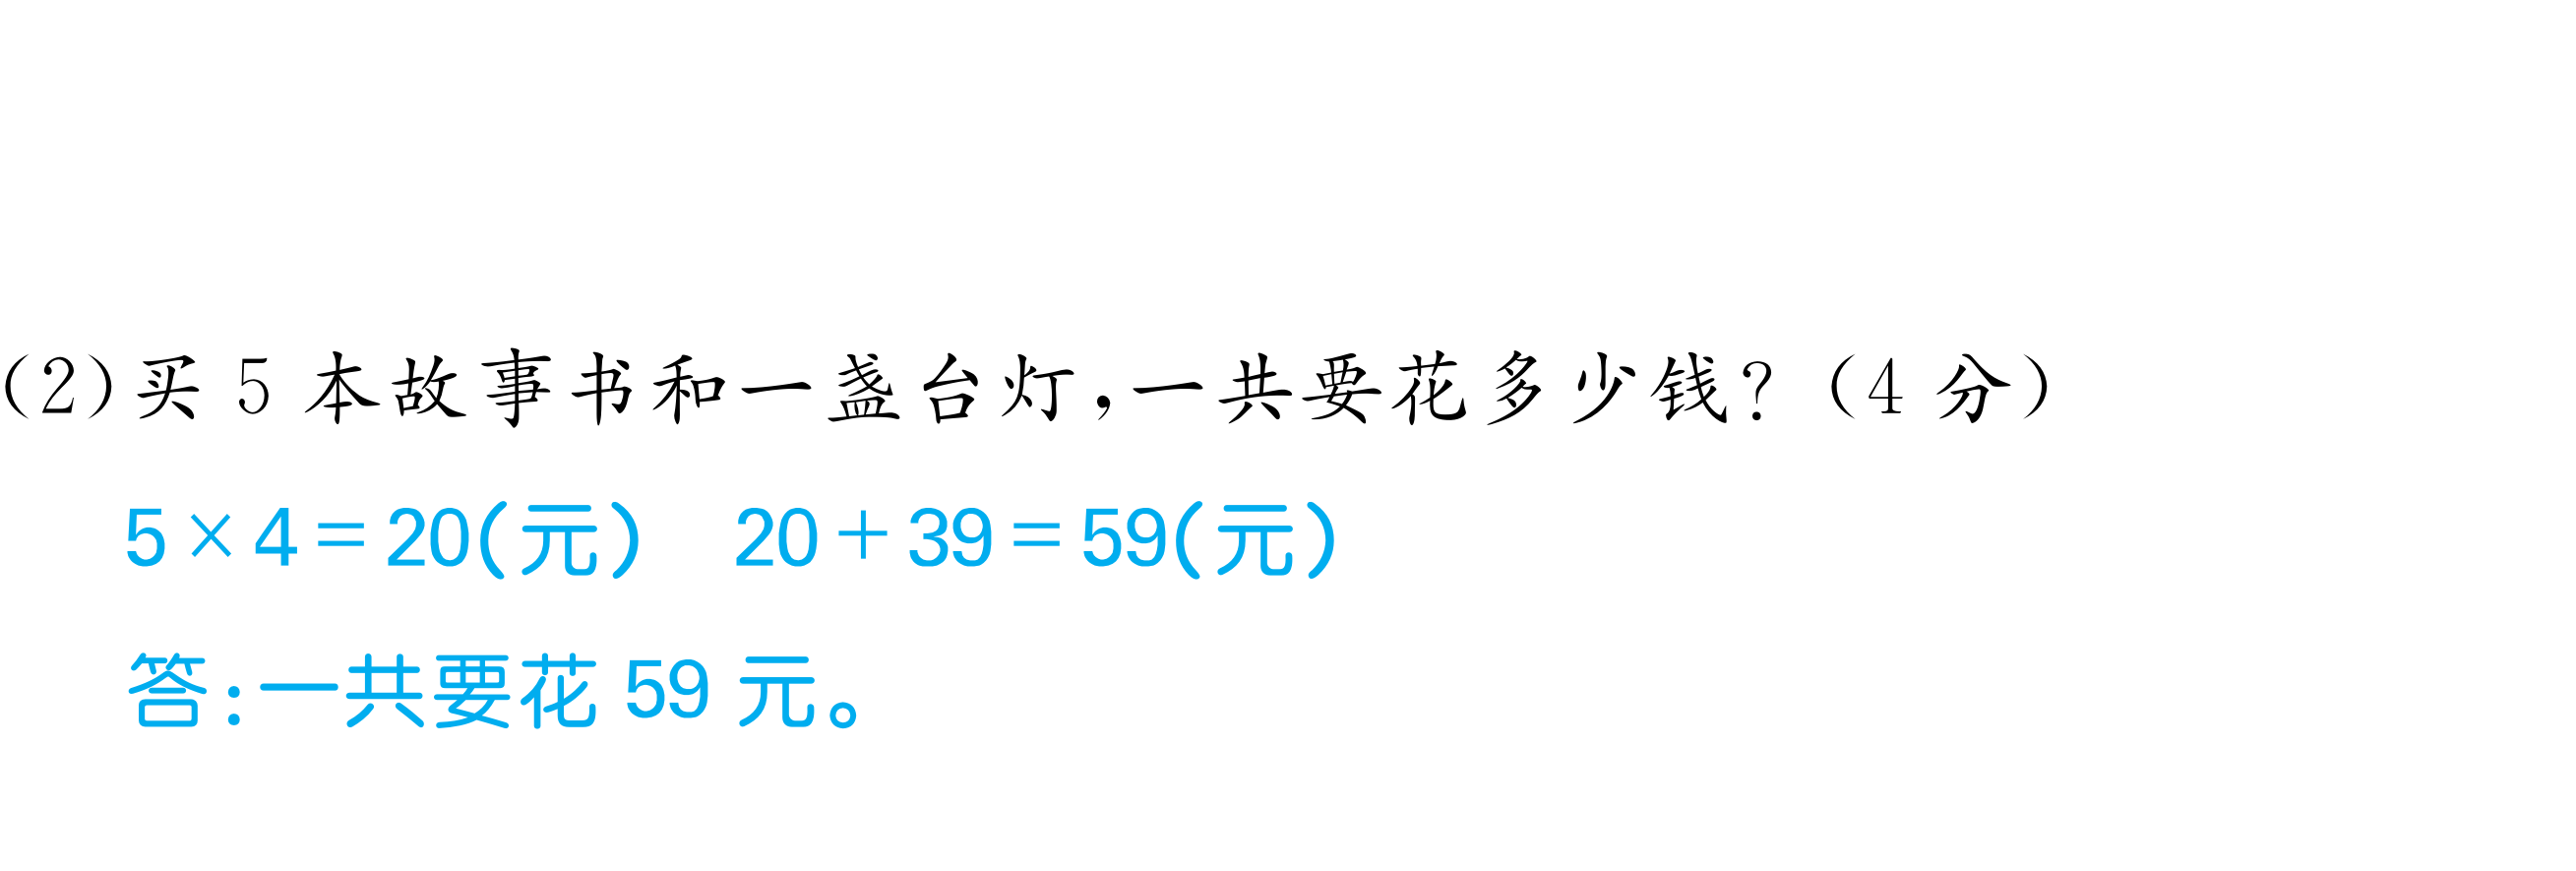 (2)买 5 本故事书和一盏台灯,一共要花多少钱?(4 分)
5×4=20(元) 20+39=59(元)
答:一共要花 59 元。